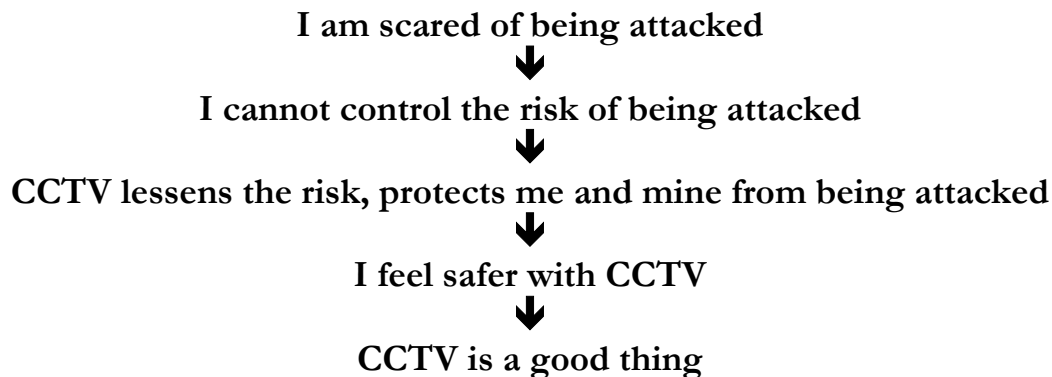 I am scared of being attacked
I cannot control the risk of being attacked
CCTV lessens the risk, protects me and mine from being attacked
I feel safer with CCTV
CCTV is a good thing